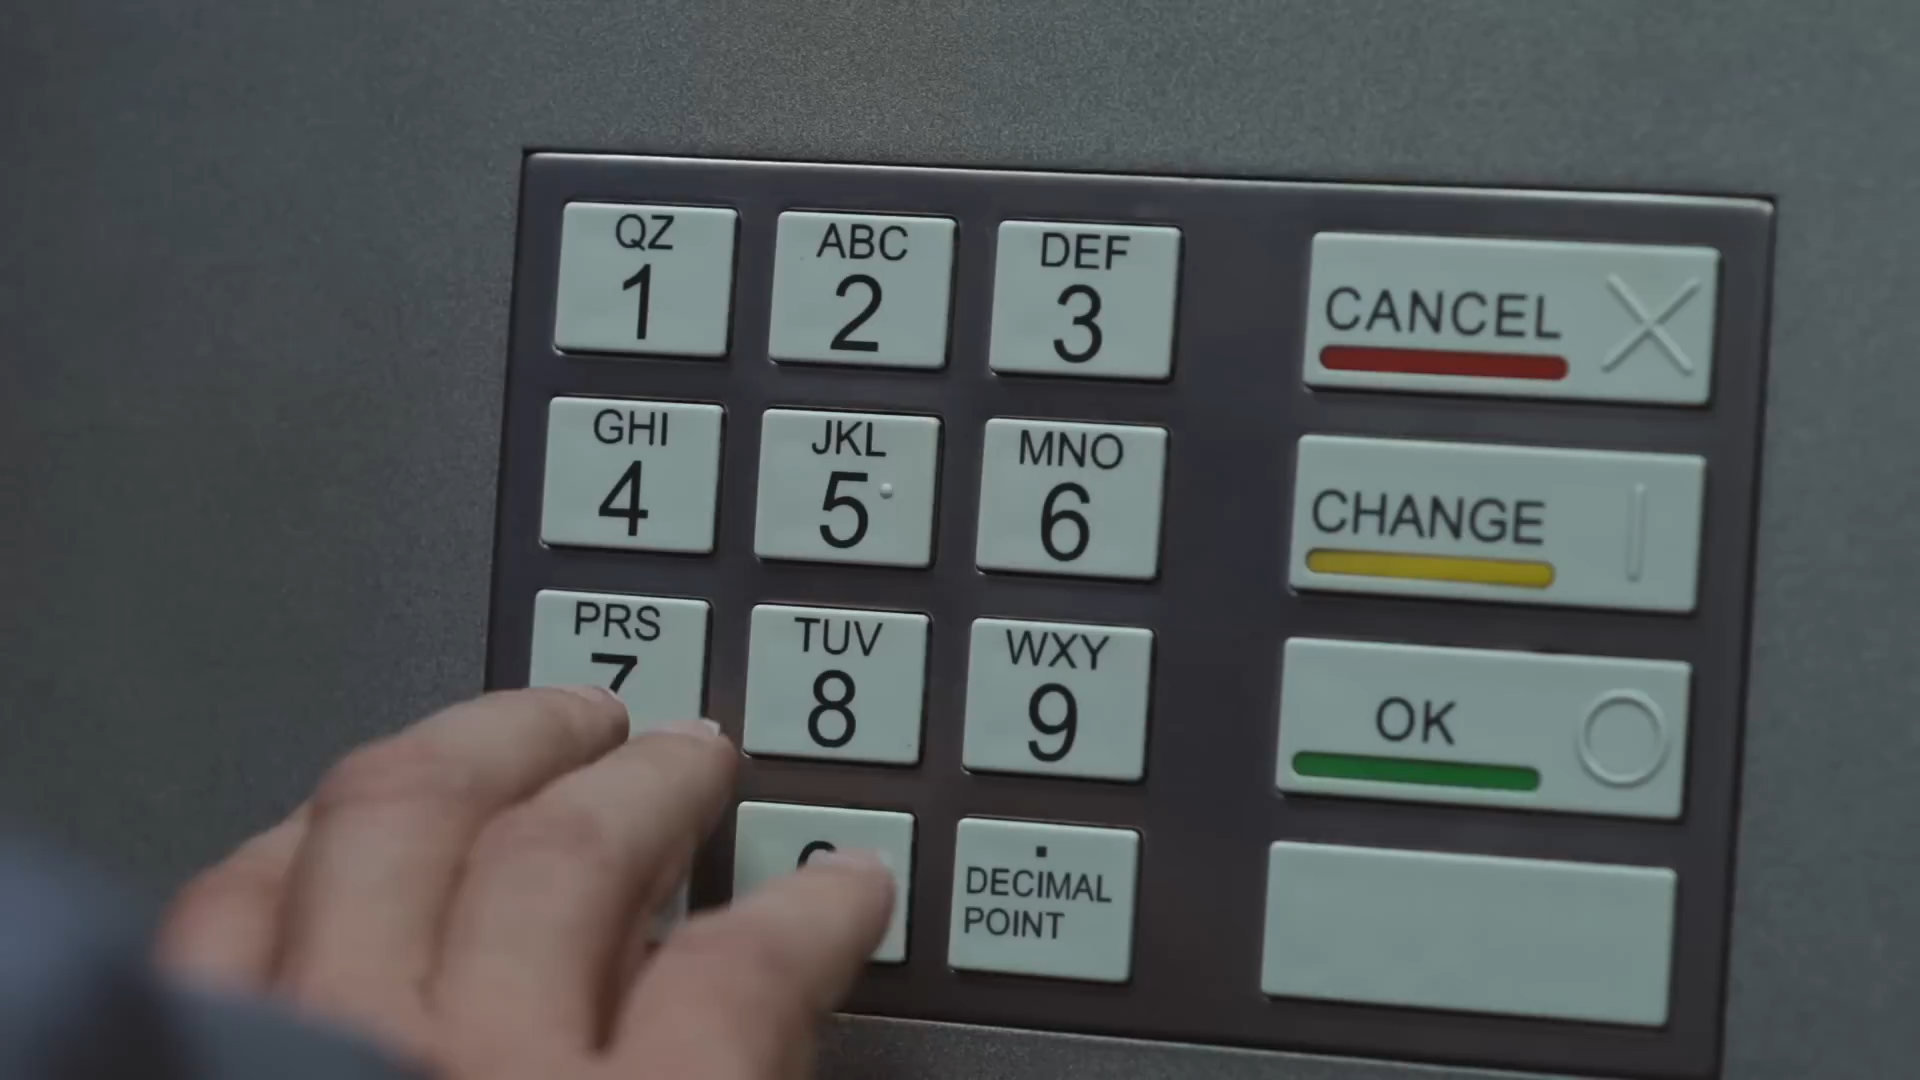 QZ
1
ABC
2
DEF
3
CANCEL
GHI
4
JKL
5
MNO
6
CHANGE
PRS
7
TUV
8
WXY
9
OK
.
DECIMAL
POINT